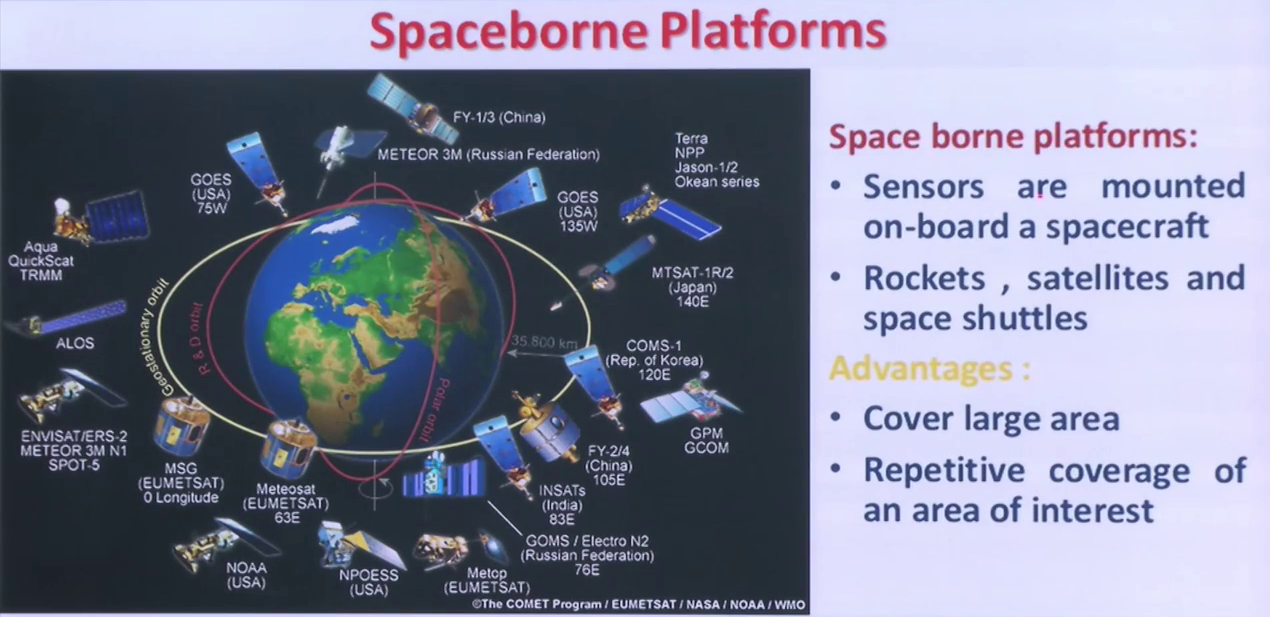 Spaceborne Platforms
FY-1/3 (China)
METEOR 3M (Russian Federation)
GOES
(USA)
75W
GOES
(USA)
135W
Terra
NPP
Jason-1/2
Okean series
Aqua
QuickScat
TRMM
MTSAT-1R/2
(Japan)
140E
Geostationary orbit
R & D orbit
Polar orbit
35,800 km
ALOS
COMS-1
(Rep. of Korea)
120E
GPM
GCOM
ENVISAT/ERS-2
METEOR 3M N1
SPOT-5
MSG
(EUMETSAT)
0 Longitude
Meteosat
(EUMETSAT)
63E
FY-2/4
(China)
105E
INSATs
(India)
83E
GOMS / Electro N2
(Russian Federation)
76E
NOAA
(USA)
NPOESS
(USA)
Metop
(EUMETSAT)
©The COMET Program / EUMETSAT / NASA / NOAA / WMO
Space borne platforms:
• Sensors are mounted
on-board a spacecraft
• Rockets , satellites and
space shuttles
Advantages :
• Cover large area
• Repetitive coverage of
an area of interest